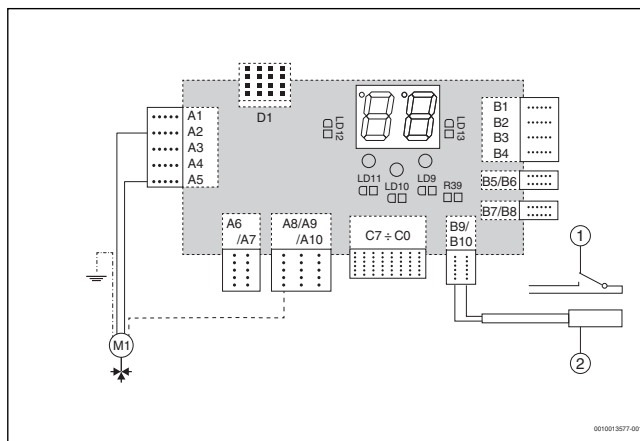 D1
A1
A2
A3
A4
A5
LD12
LD13
B1
B2
B3
B4
LD11
LD10
LD9
R39
B5/B6
B7/B8
A6
/A7
A8/A9
/A10
C7 ÷ C0
B9/
B10
1
M1
2
0010013577-001